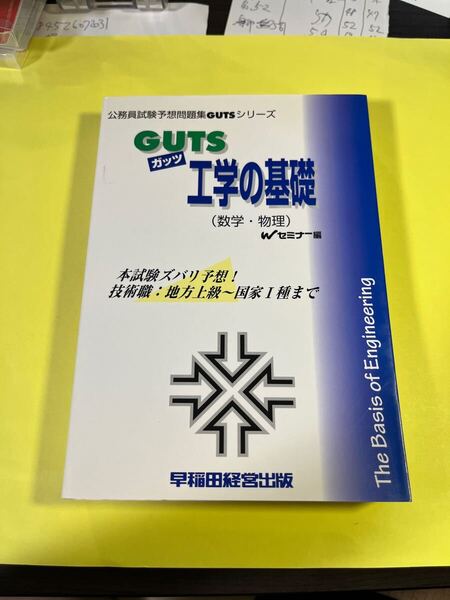 公務員試験予想問題集GUTSシリーズ
GUTS
ガッツ
工学の基礎
(数学・物理)
Wセミナー編
本試験ズバリ予想!
技術職:地方上級～国家Ⅰ種まで
The Basis of Engineering
早稲田経営出版